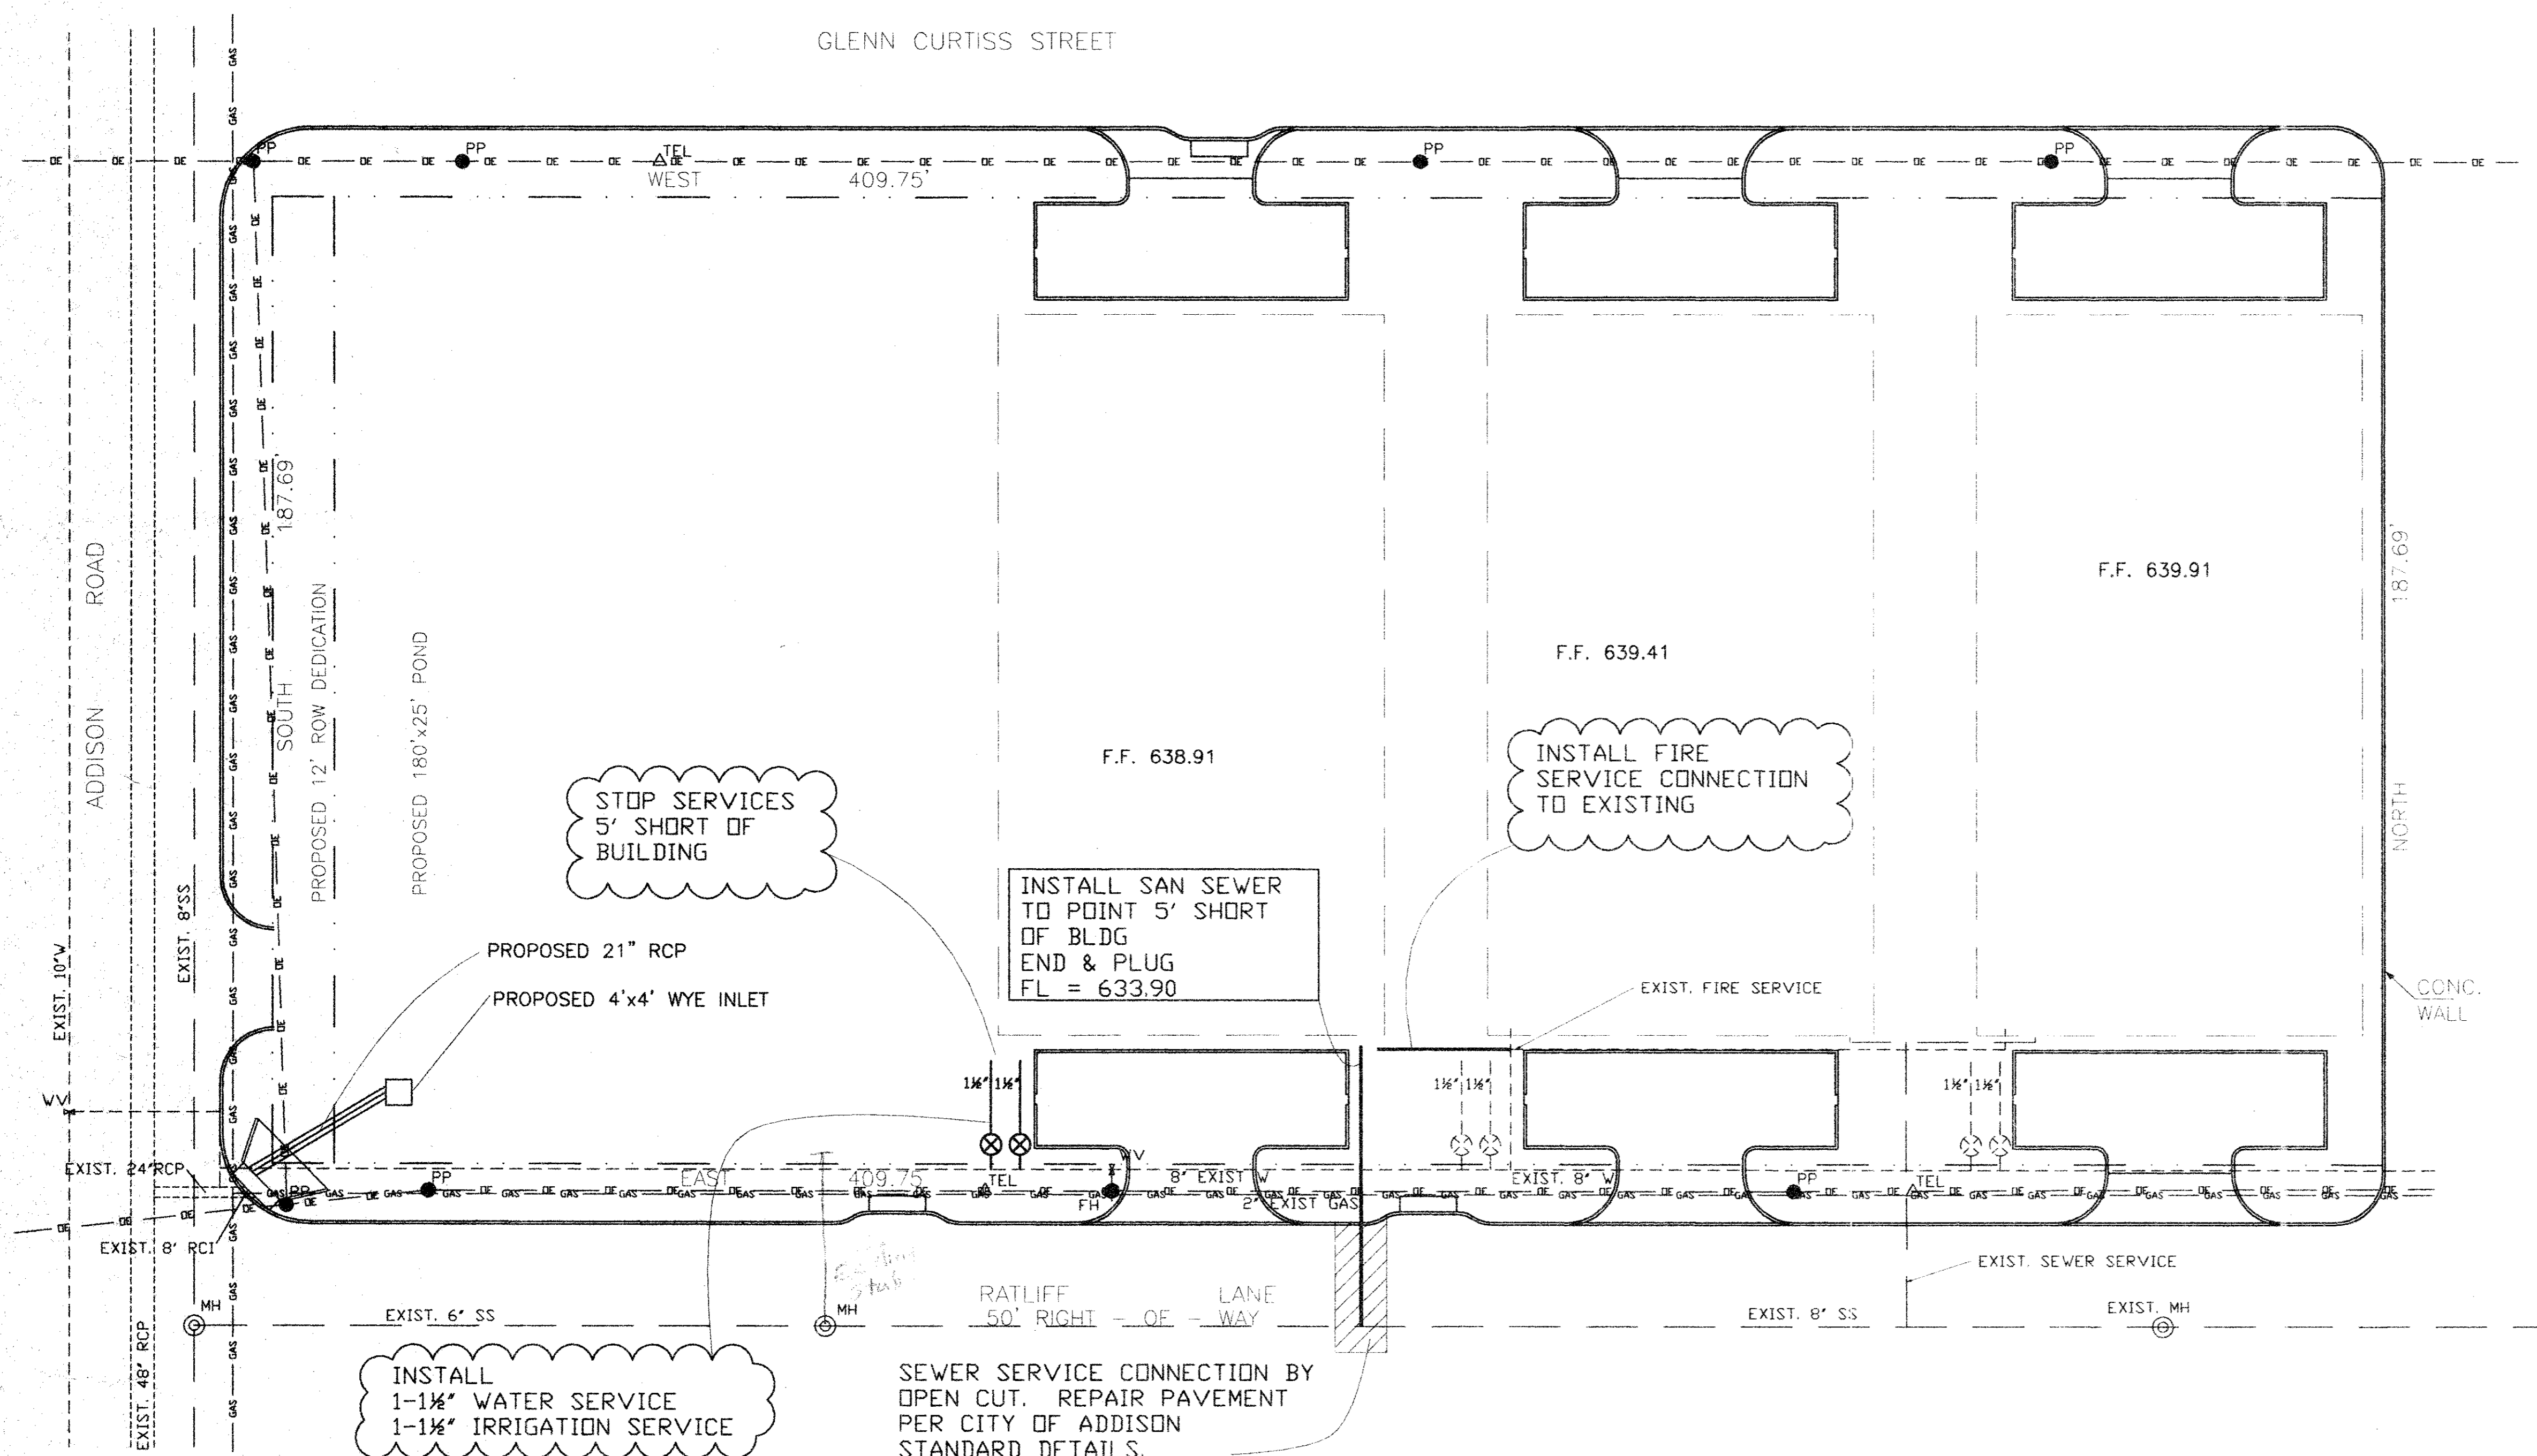 GLENN CURTISS STREET
PP
PP
TEL
PP
PP
WEST 409.75'
187.69'
SOUTH
PROPOSED 12' ROW DEDICATION
PROPOSED 180'x25' POND
ADDISON ROAD
EXIST. 10"W
EXIST. 8"SS
187.69'
NORTH
F.F. 639.91
F.F. 639.41
F.F. 638.91
STOP SERVICES
5' SHORT OF
BUILDING
INSTALL FIRE
SERVICE CONNECTION
TO EXISTING
INSTALL SAN SEWER
TO POINT 5' SHORT
OF BLDG
END & PLUG
FL = 633.90
PROPOSED 21" RCP
PROPOSED 4'x4' WYE INLET
EXIST. FIRE SERVICE
CONC.
WALL
1½" 1½"
1½" 1½"
1½" 1½"
WV
EXIST. 24"RCP
PP
PP
EAST 409.75
TEL
WV
FH
8" EXIST W
2" EXIST GAS
EXIST. 8" W
PP
TEL
EXIST. 8' RCI
EXIST. SEWER SERVICE
MH
EXIST. 6" SS
MH
RATLIFF LANE
50' RIGHT - OF - WAY
EXIST. 8" SS
EXIST. MH
EXIST. 48" RCP
INSTALL
1-1½" WATER SERVICE
1-1½" IRRIGATION SERVICE
SEWER SERVICE CONNECTION BY
OPEN CUT. REPAIR PAVEMENT
PER CITY OF ADDISON
STANDARD DETAILS.